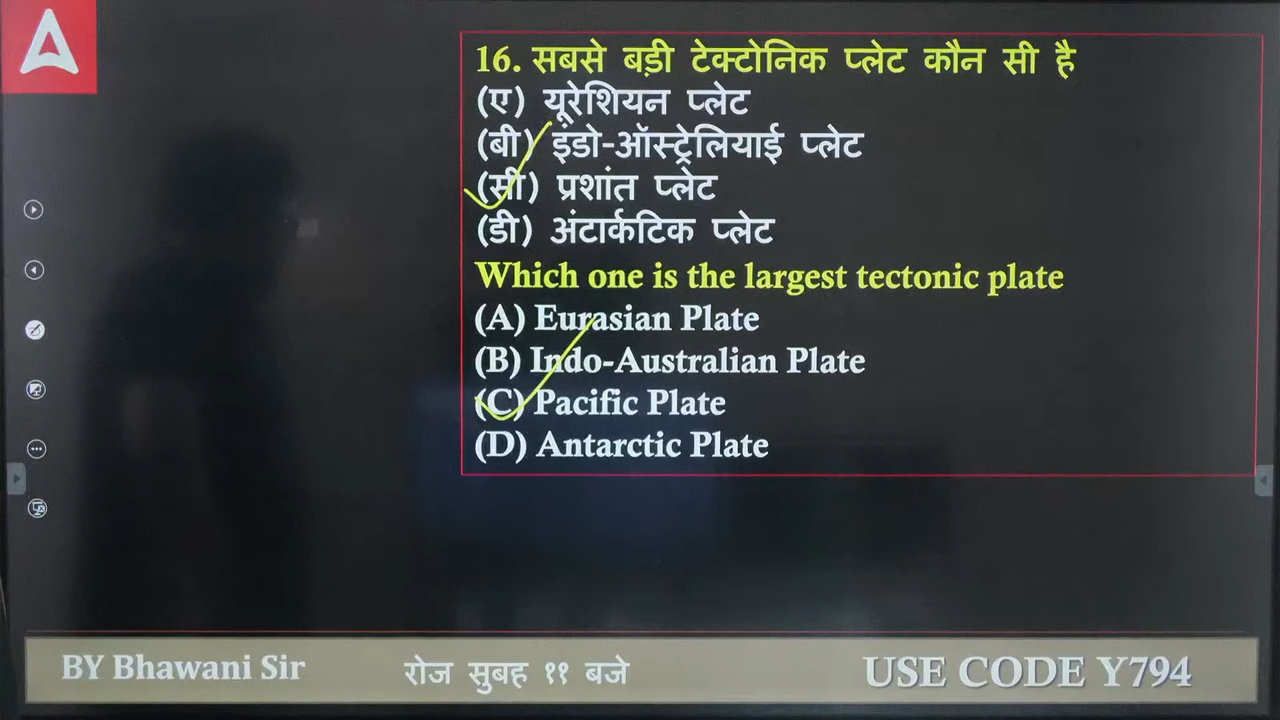 16. सबसे बड़ी टेक्टोनिक प्लेट कौन सी है
(ए) यूरेशियन प्लेट
(बी) इंडो-ऑस्ट्रेलियाई प्लेट
(सी) प्रशांत प्लेट
(डी) अंटार्कटिक प्लेट
Which one is the largest tectonic plate
(A) Eurasian Plate
(B) Indo-Australian Plate
(C) Pacific Plate
(D) Antarctic Plate
BY Bhawani Sir रोज सुबह ११ बजे USE CODE Y794